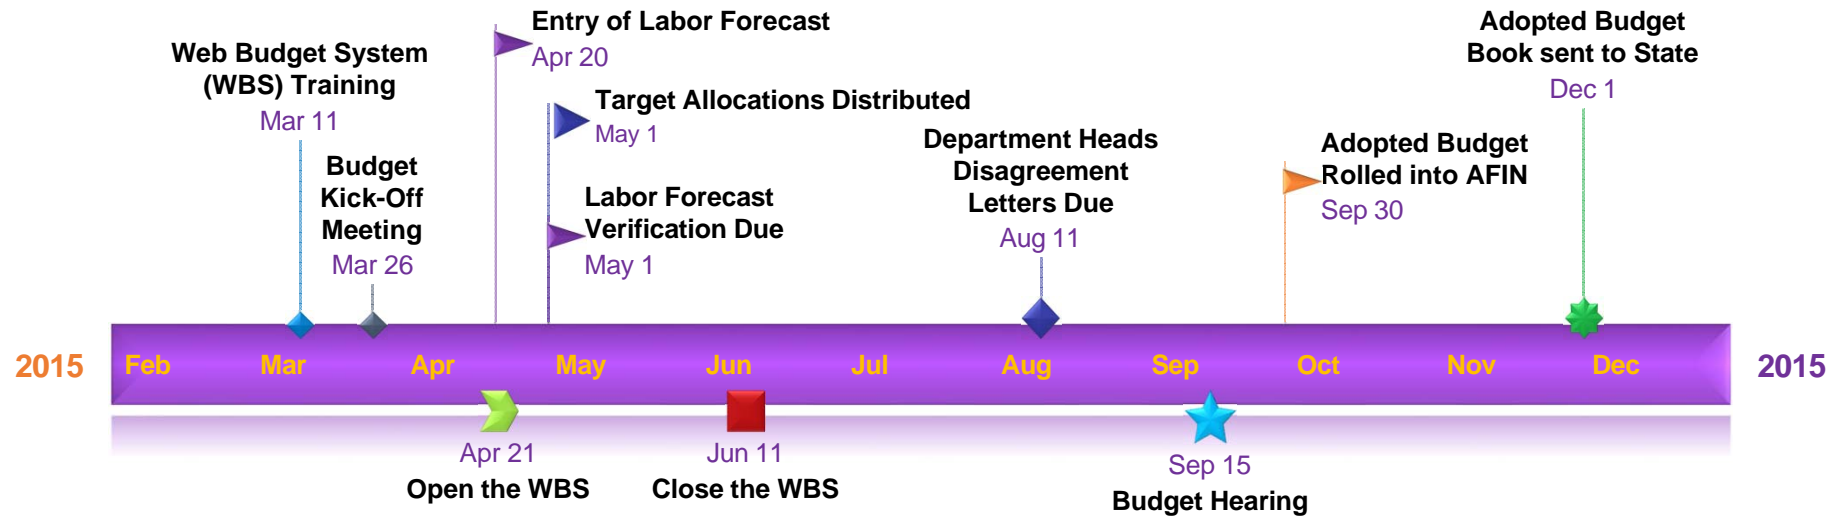 Web Budget System
(WBS) Training
Mar 11
Budget
Kick-Off
Meeting
Mar 26
Entry of Labor Forecast
Apr 20
Target Allocations Distributed
May 1
Labor Forecast
Verification Due
May 1
Department Heads
Disagreement
Letters Due
Aug 11
Adopted Budget
Rolled into AFIN
Sep 30
Adopted Budget
Book sent to State
Dec 1
2015 Feb Mar Apr May Jun Jul Aug Sep Oct Nov Dec 2015
Apr 21
Open the WBS
Jun 11
Close the WBS
Sep 15
Budget Hearing